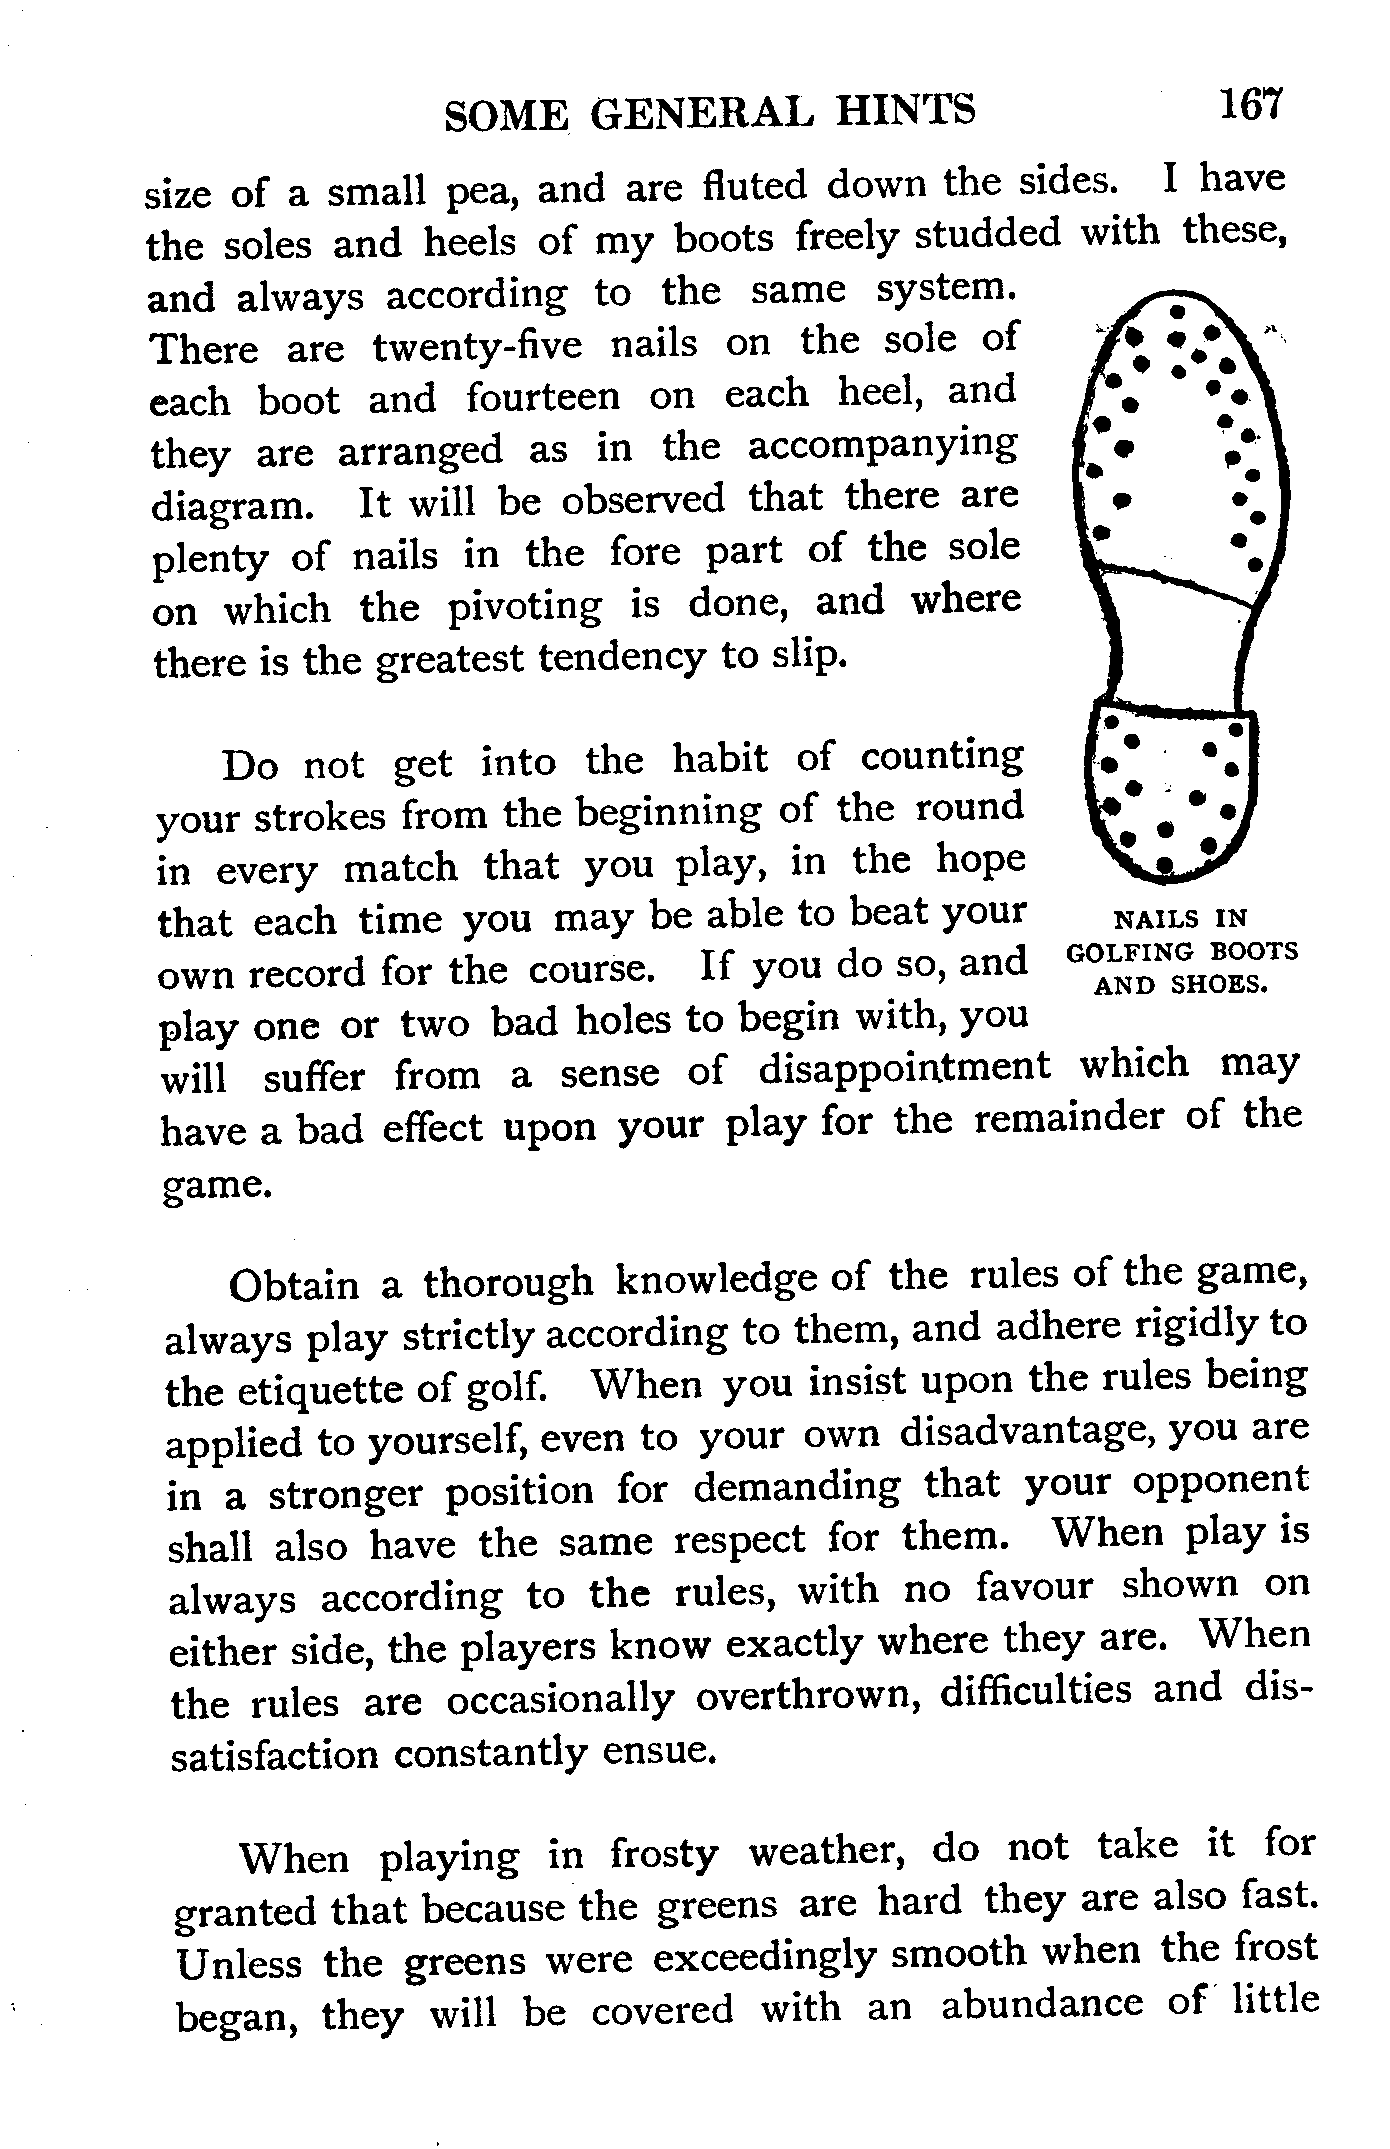 SOME GENERAL HINTS 167
size of a small pea, and are fluted down the sides. I have
the soles and heels of my boots freely studded with these,
and always according to the same system.
There are twenty-five nails on the sole of
each boot and fourteen on each heel, and
they are arranged as in the accompanying
diagram. It will be observed that there are
plenty of nails in the fore part of the sole
on which the pivoting is done, and where
there is the greatest tendency to slip.
Do not get into the habit of counting
your strokes from the beginning of the round
in every match that you play, in the hope
that each time you may be able to beat your
own record for the course. If you do so, and
play one or two bad holes to begin with, you
will suffer from a sense of disappointment which may
have a bad effect upon your play for the remainder of the
game.
NAILS IN
GOLFING BOOTS
AND SHOES.
Obtain a thorough knowledge of the rules of the game,
always play strictly according to them, and adhere rigidly to
the etiquette of golf. When you insist upon the rules being
applied to yourself, even to your own disadvantage, you are
in a stronger position for demanding that your opponent
shall also have the same respect for them. When play is
always according to the rules, with no favour shown on
either side, the players know exactly where they are. When
the rules are occasionally overthrown, difficulties and dis-
satisfaction constantly ensue.
When playing in frosty weather, do not take it for
granted that because the greens are hard they are also fast.
Unless the greens were exceedingly smooth when the frost
began, they will be covered with an abundance of little